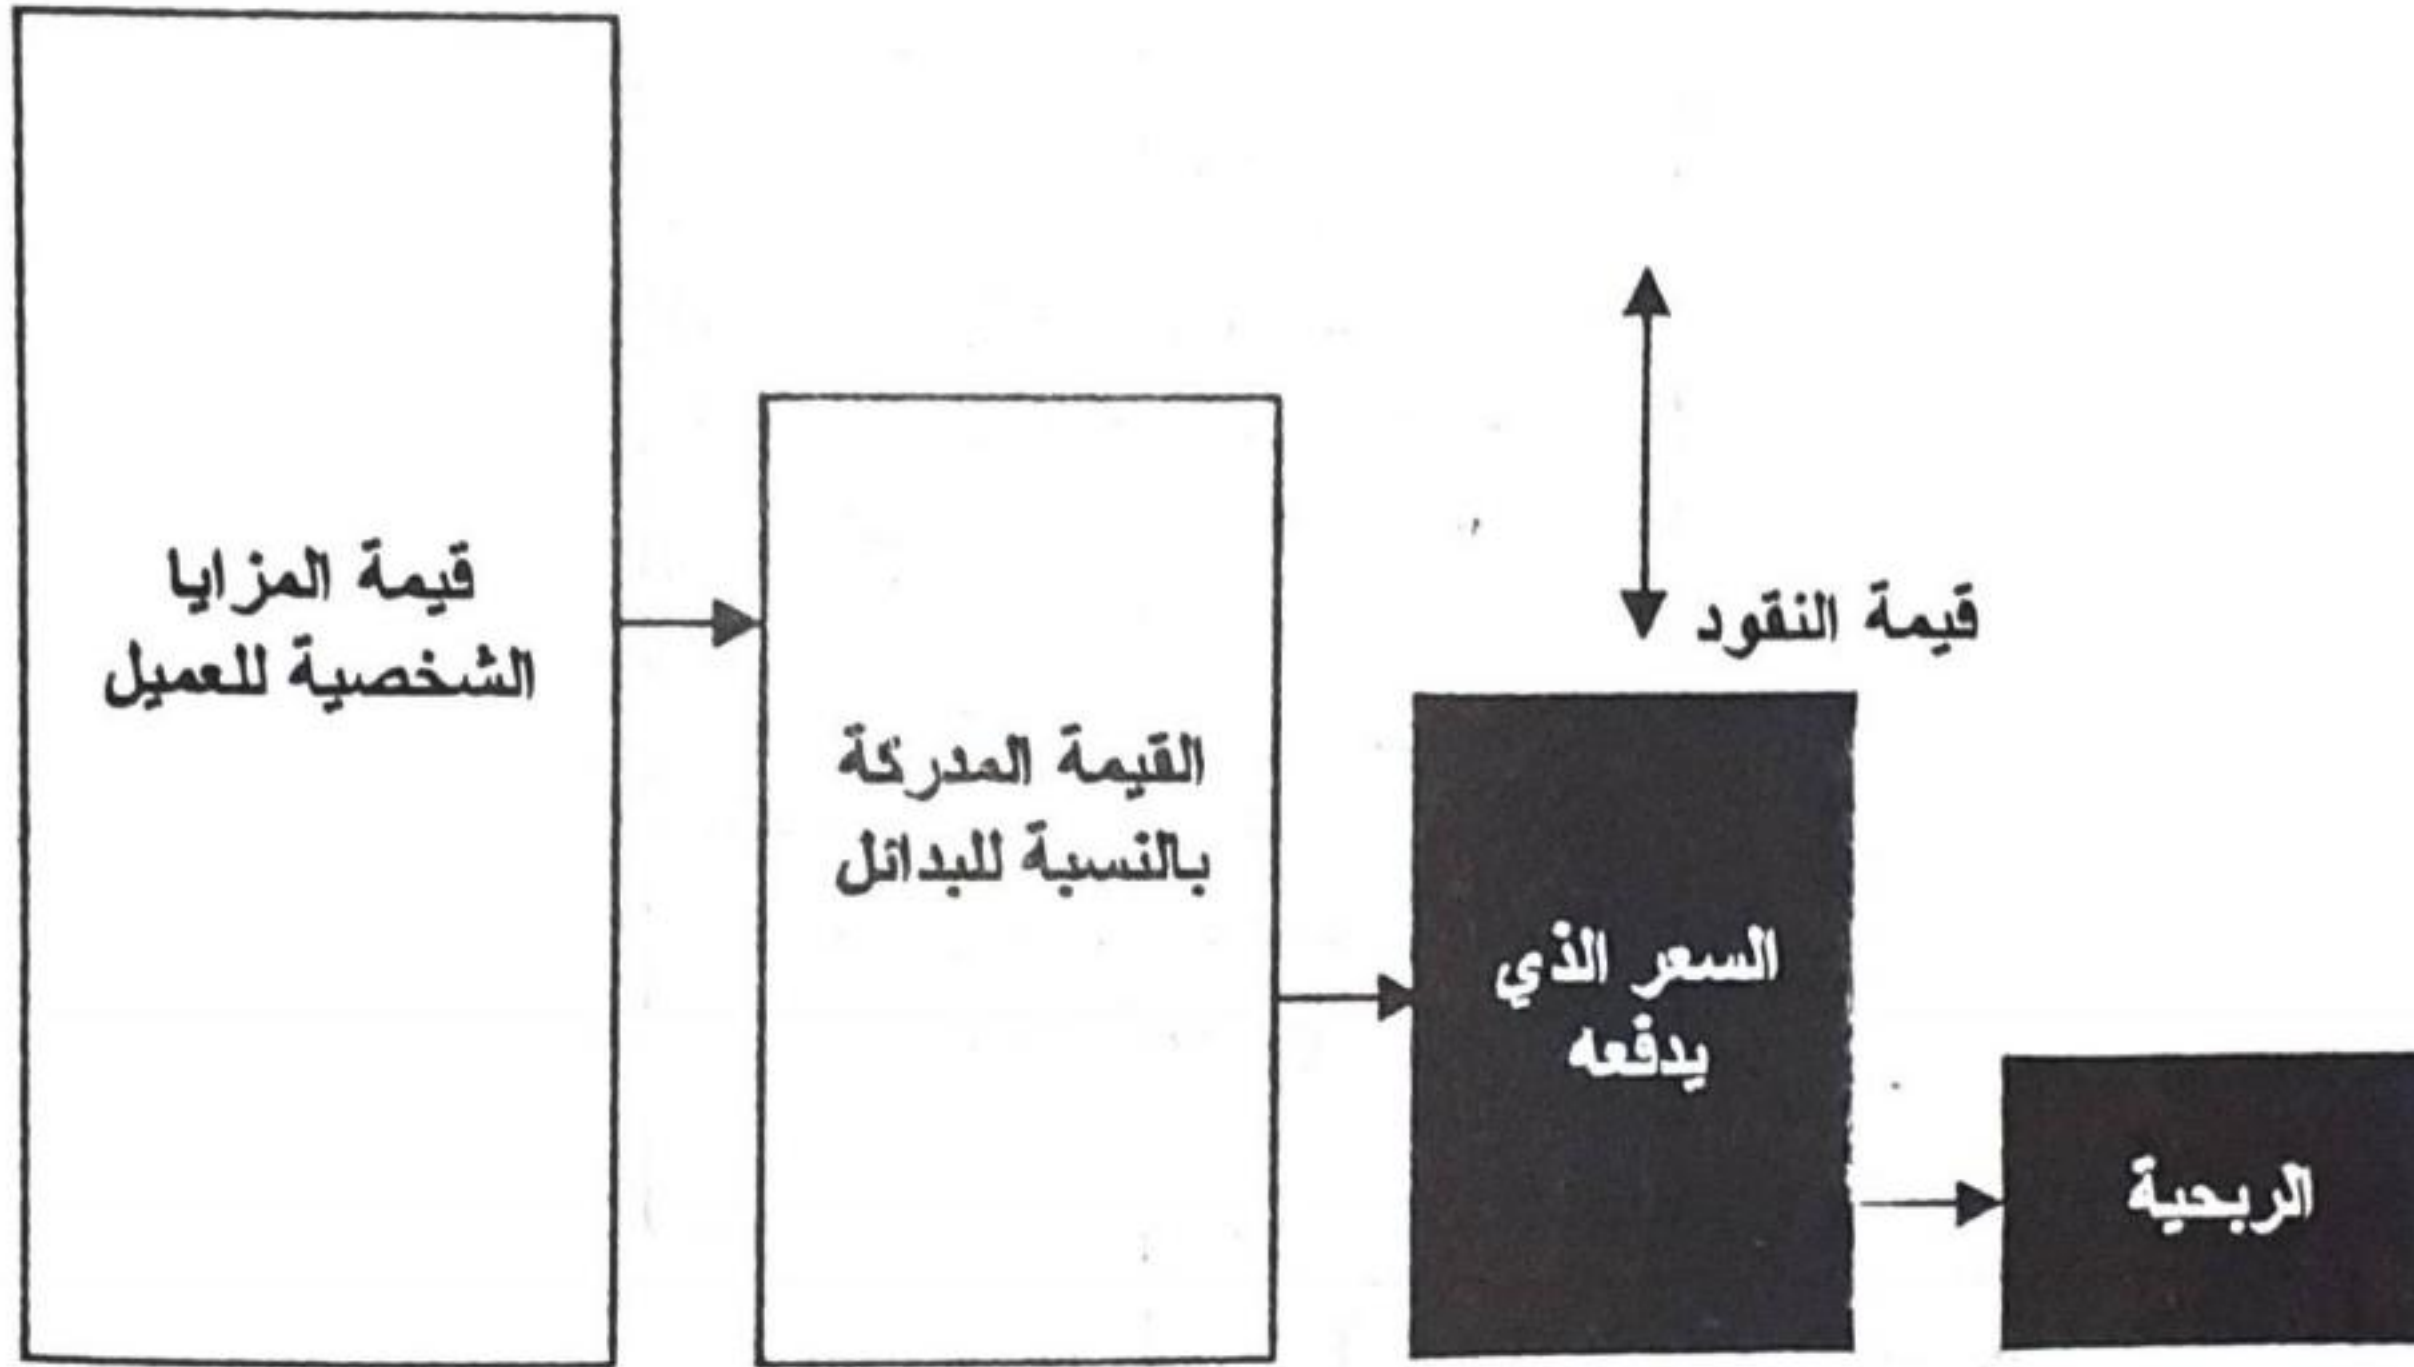 قيمة المزايا
الشخصية للعميل
القيمة المدركة
بالنسبة للبدائل
قيمة النقود
السعر الذي
يدفعه
الربحية